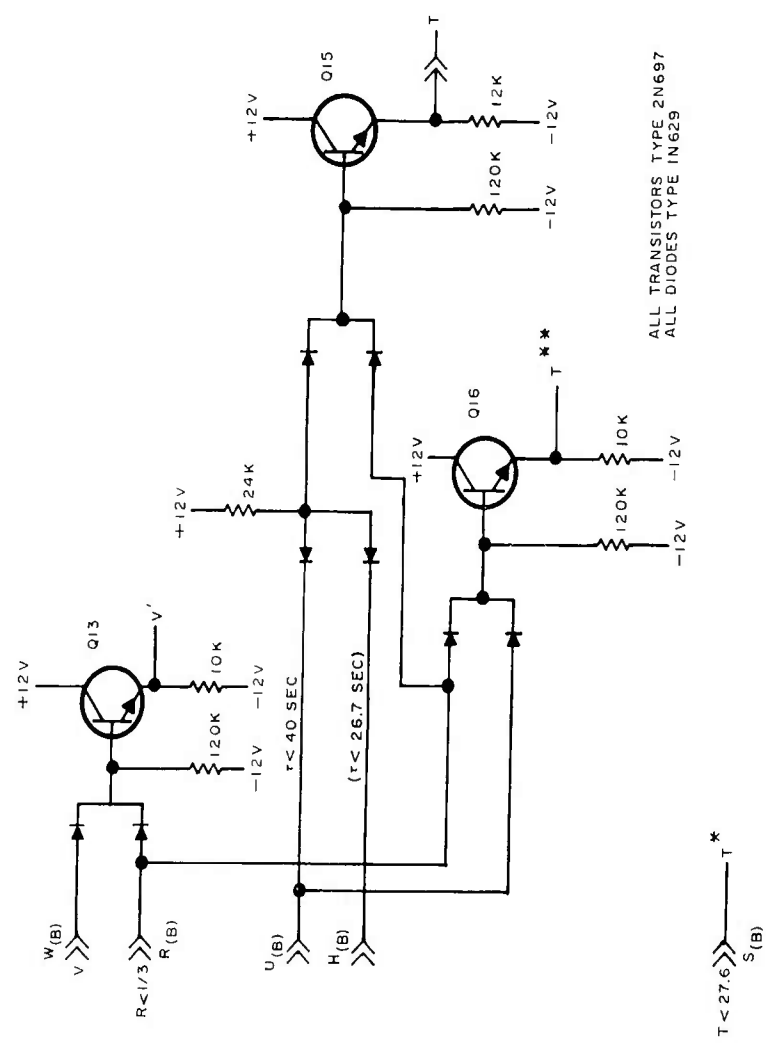 +12V
Q13
V'
10K
-12V
120K
-12V
W(B)
V
R<1/3
R(B)
+12V
24K
τ< 40 SEC
(τ< 26.7 SEC)
U(B)
H(B)
+12V
Q15
T
12K
-12V
120K
-12V
+12V
Q16
T**
10K
-12V
120K
-12V
ALL TRANSISTORS TYPE 2N697
ALL DIODES TYPE 1N629
T<27.6
S(B)
T*